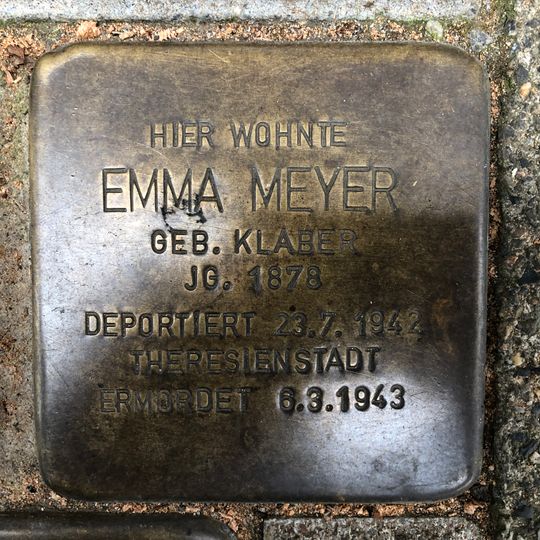 HIER WOHNTE
EMMA MEYER
GEB. KLABER
JG. 1878
DEPORTIERT 23.7. 1942
THERESIENSTADT
ERMORDET 6.3.1943